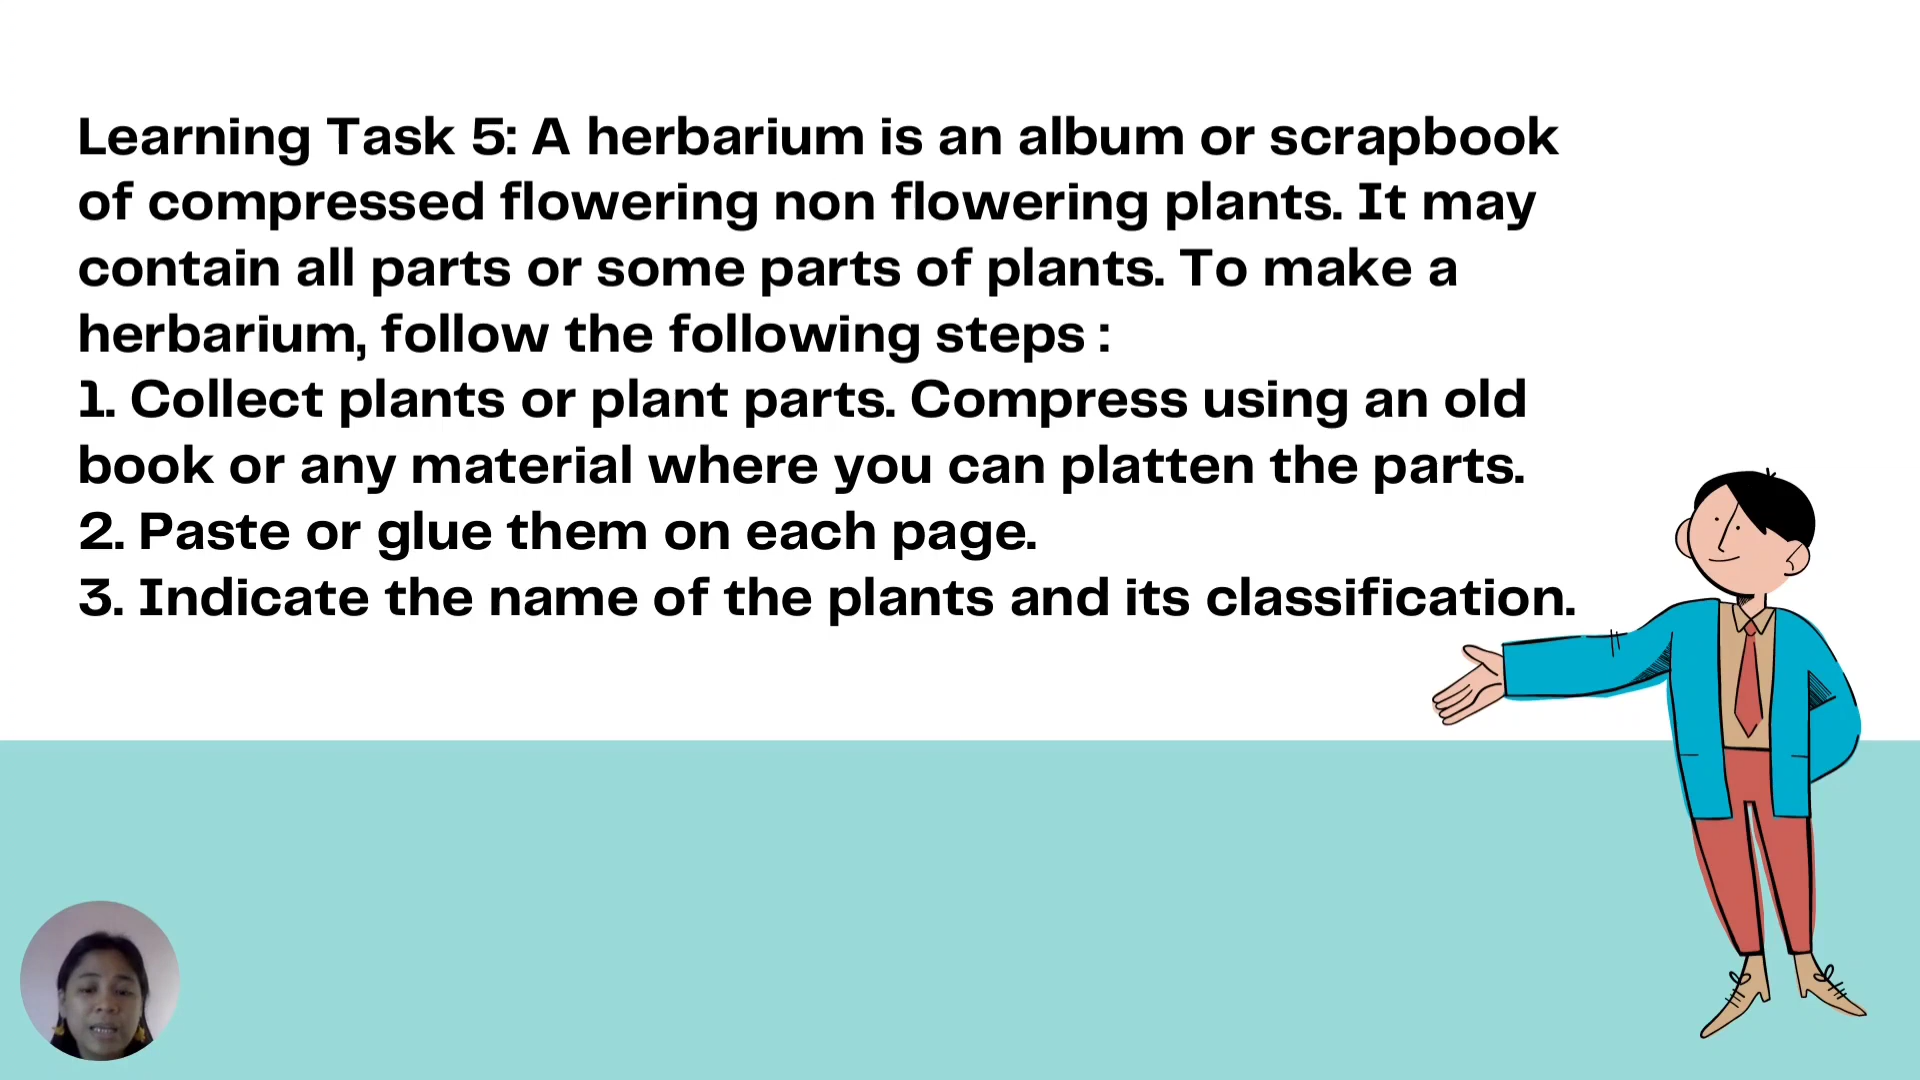 Learning Task 5: A herbarium is an album or scrapbook
of compressed flowering non flowering plants. It may
contain all parts or some parts of plants. To make a
herbarium, follow the following steps :
1. Collect plants or plant parts. Compress using an old
book or any material where you can platten the parts.
2. Paste or glue them on each page.
3. Indicate the name of the plants and its classification.